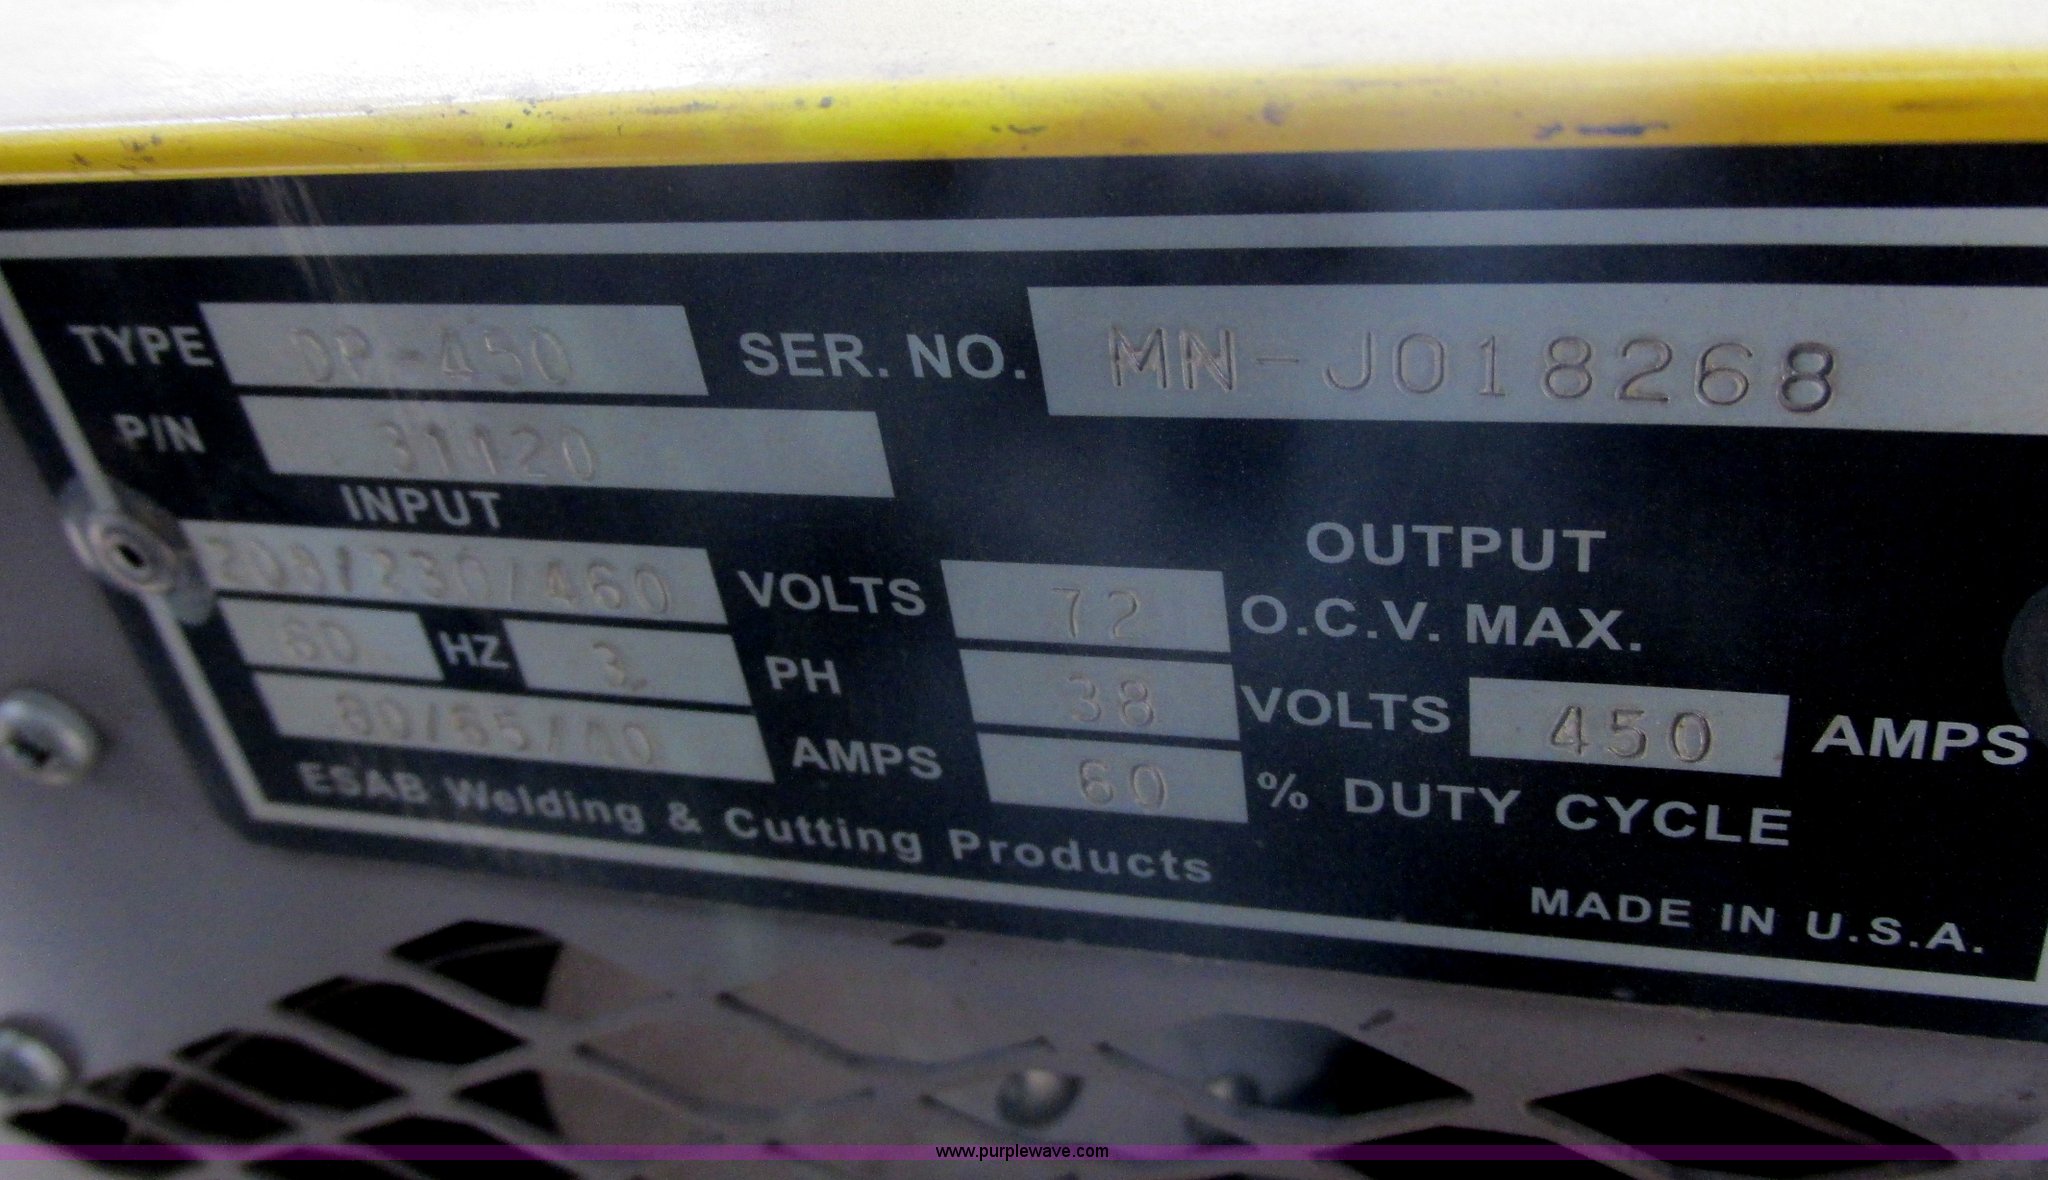 TYPE DP-450 SER. NO. MN-J018268
P/N 31120
INPUT
OUTPUT
208/230/460 VOLTS 72 O.C.V. MAX.
60 HZ 3 PH 38 VOLTS 450 AMPS
80/65/40 AMPS 60 % DUTY CYCLE
ESAB Welding & Cutting Products
MADE IN U.S.A.
www.purplewave.com